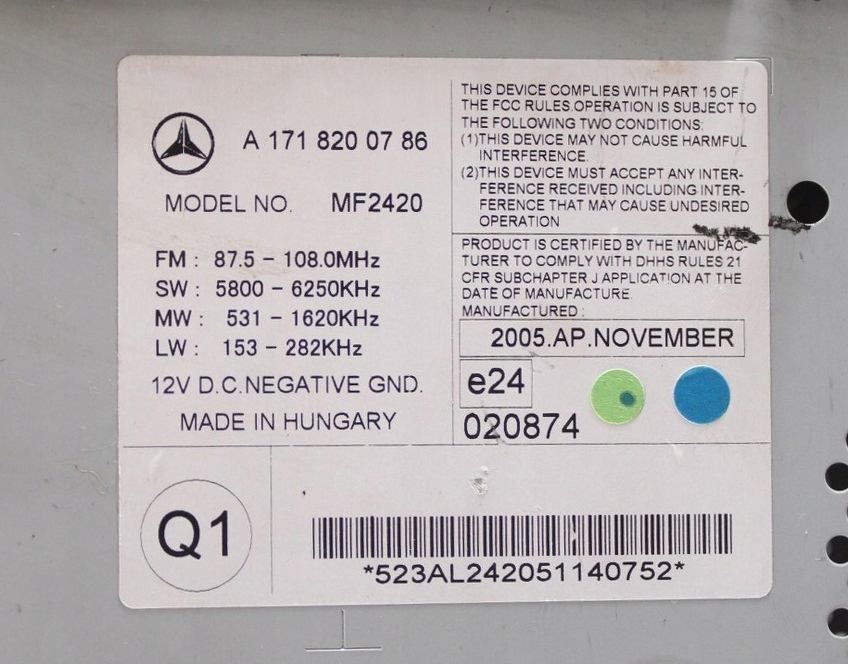 A 171 820 07 86
MODEL NO. MF2420
FM : 87.5 - 108.0MHz
SW : 5800 - 6250KHz
MW : 531 - 1620KHz
LW : 153 - 282KHz
12V D.C.NEGATIVE GND.
MADE IN HUNGARY
THIS DEVICE COMPLIES WITH PART 15 OF
THE FCC RULES.OPERATION IS SUBJECT TO
THE FOLLOWING TWO CONDITIONS:
(1)THIS DEVICE MAY NOT CAUSE HARMFUL
INTERFERENCE.
(2)THIS DEVICE MUST ACCEPT ANY INTER-
FERENCE RECEIVED INCLUDING INTER-
FERENCE THAT MAY CAUSE UNDESIRED
OPERATION
PRODUCT IS CERTIFIED BY THE MANUFAC-
TURER TO COMPLY WITH DHHS RULES 21
CFR SUBCHAPTER J APPLICATION AT THE
DATE OF MANUFACTURE.
MANUFACTURED :
2005.AP.NOVEMBER
e24
020874
Q1
*523AL242051140752*